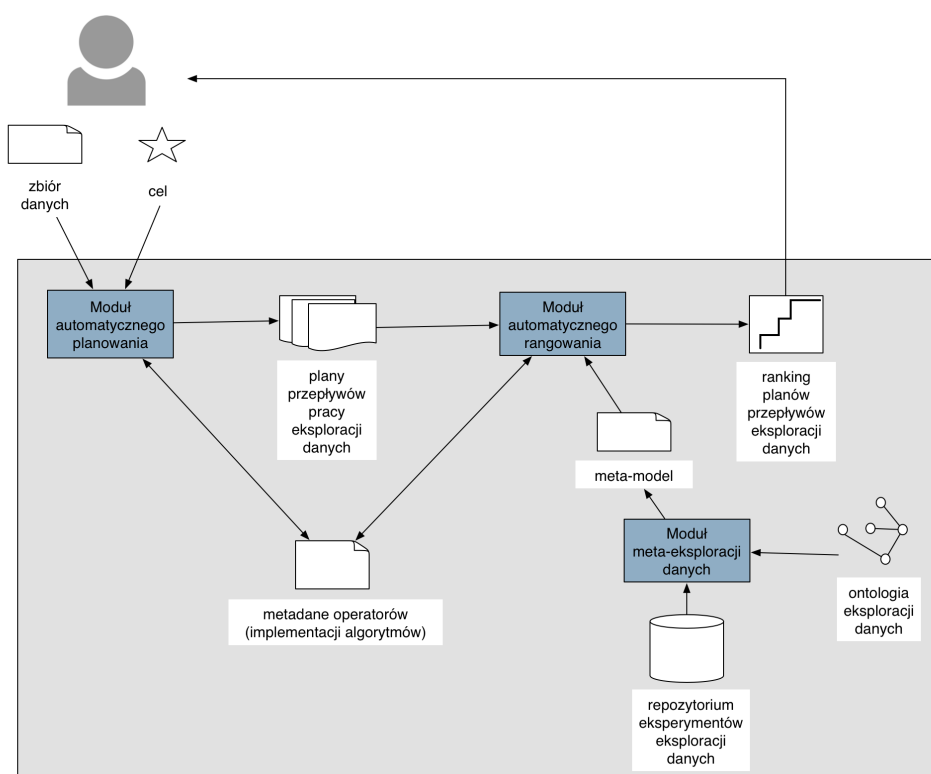 zbiór
danych
cel
Moduł
automatycznego
planowania
plany
przepływów
pracy
eksploracji
danych
Moduł
automatycznego
rangowania
ranking
planów
przepływów
eksploracji
danych
meta-model
Moduł
meta-eksploracji
danych
ontologia
eksploracji
danych
metadane operatorów
(implementacji algorytmów)
repozytorium
eksperymentów
eksploracji
danych